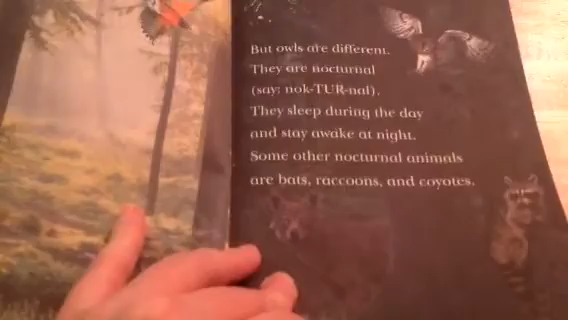 But owls are different.
They are nocturnal
(say: nok-TUR-nal).
They sleep during the day
and stay awake at night.
Some other nocturnal animals
are bats, raccoons, and coyotes.